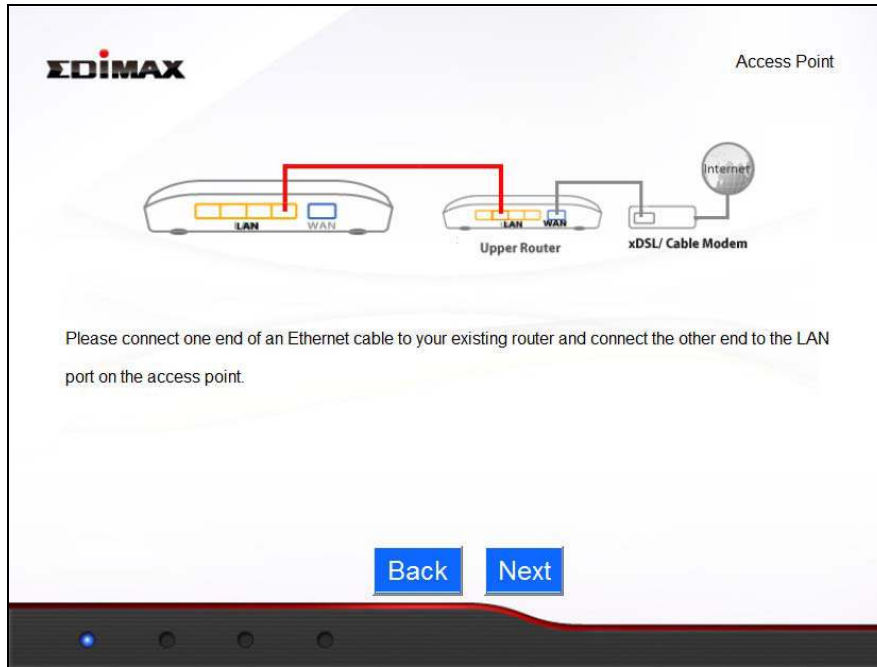 EDIMAX
Access Point
Internet
LAN
WAN
LAN
WAN
Upper Router
xDSL/ Cable Modem
Please connect one end of an Ethernet cable to your existing router and connect the other end to the LAN
port on the access point.
Back
Next